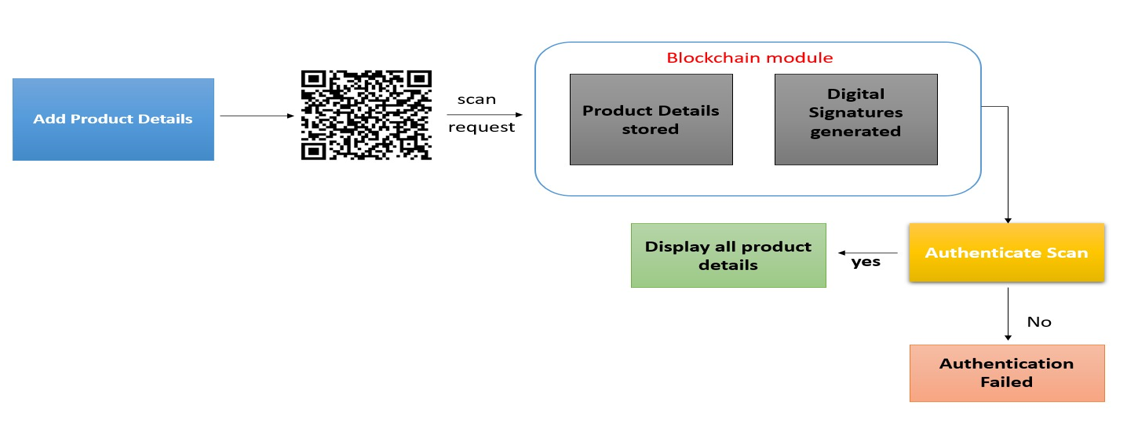 Blockchain module
Add Product Details
scan
request
Product Details
stored
Digital
Signatures
generated
Display all product
details
yes
Authenticate Scan
No
Authentication
Failed